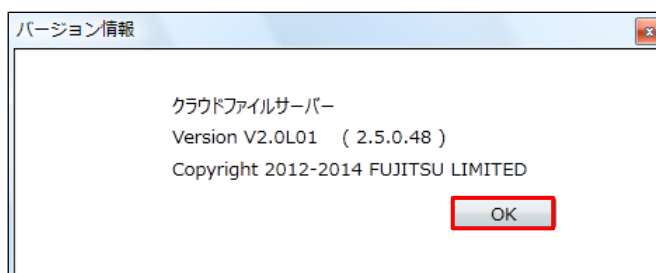 バージョン情報
x
クラウドファイルサーバー
Version V2.0L01 ( 2.5.0.48 )
Copyright 2012-2014 FUJITSU LIMITED
OK